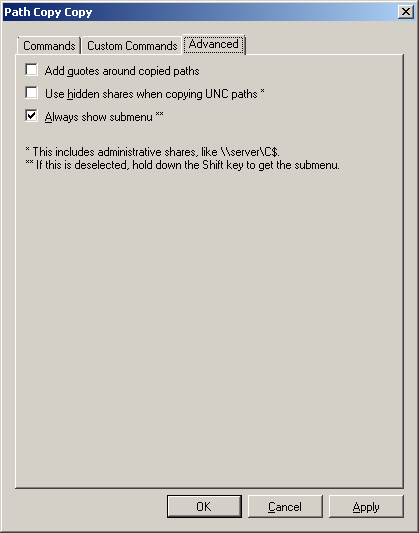 Path Copy Copy
Commands Custom Commands Advanced
Add quotes around copied paths
Use hidden shares when copying UNC paths *
Always show submenu **
* This includes administrative shares, like \\server\C$.
** If this is deselected, hold down the Shift key to get the submenu.
OK Cancel Apply